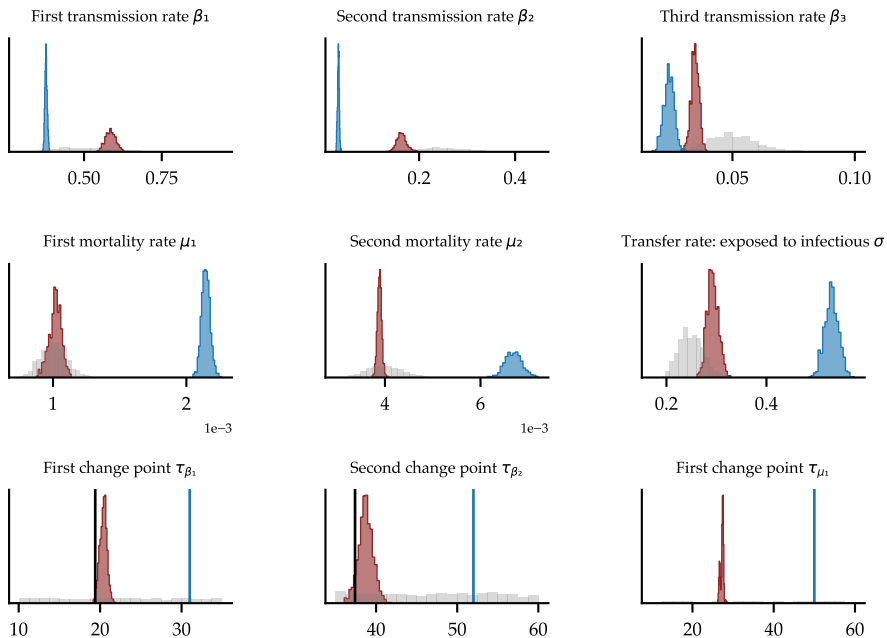 First transmission rate β₁
Second transmission rate β₂
Third transmission rate β₃
0.50 0.75
0.2 0.4
0.05 0.10
First mortality rate μ₁
Second mortality rate μ₂
Transfer rate: exposed to infectious σ
1 2
1e−3
4 6
1e−3
0.2 0.4
First change point τβ₁
Second change point τβ₂
First change point τμ₁
10 20 30
40 50 60
20 40 60